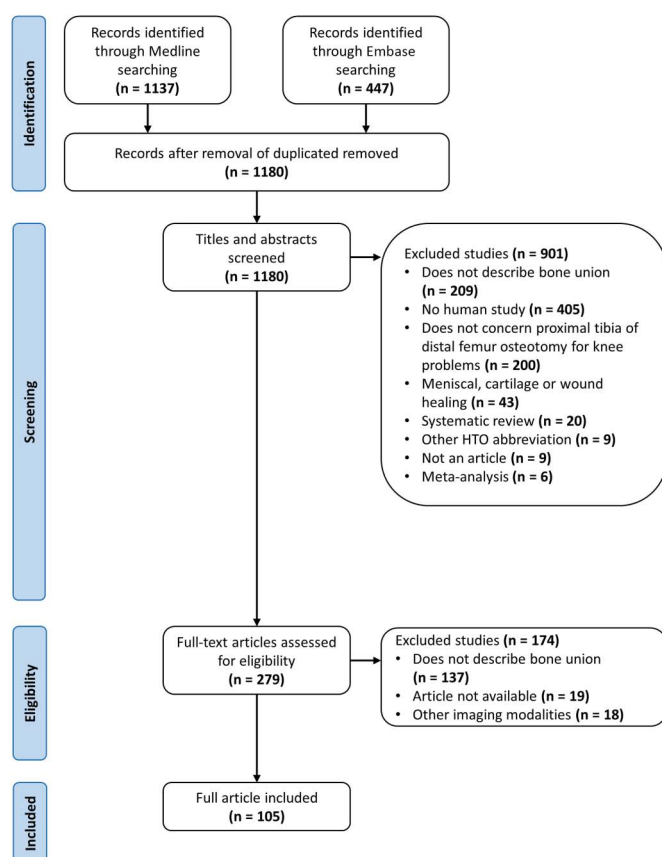 Identification
Records identified
through Medline
searching
(n = 1137)
Records identified
through Embase
searching
(n = 447)
Records after removal of duplicated removed
(n = 1180)
Screening
Titles and abstracts
screened
(n = 1180)
Excluded studies (n = 901)
• Does not describe bone union
(n = 209)
• No human study (n = 405)
• Does not concern proximal tibia of
distal femur osteotomy for knee
problems (n = 200)
• Meniscal, cartilage or wound
healing (n = 43)
• Systematic review (n = 20)
• Other HTO abbreviation (n = 9)
• Not an article (n = 9)
• Meta-analysis (n = 6)
Eligibility
Full-text articles assessed
for eligibility
(n = 279)
Excluded studies (n = 174)
• Does not describe bone union
(n = 137)
• Article not available (n = 19)
• Other imaging modalities (n = 18)
Included
Full article included
(n = 105)